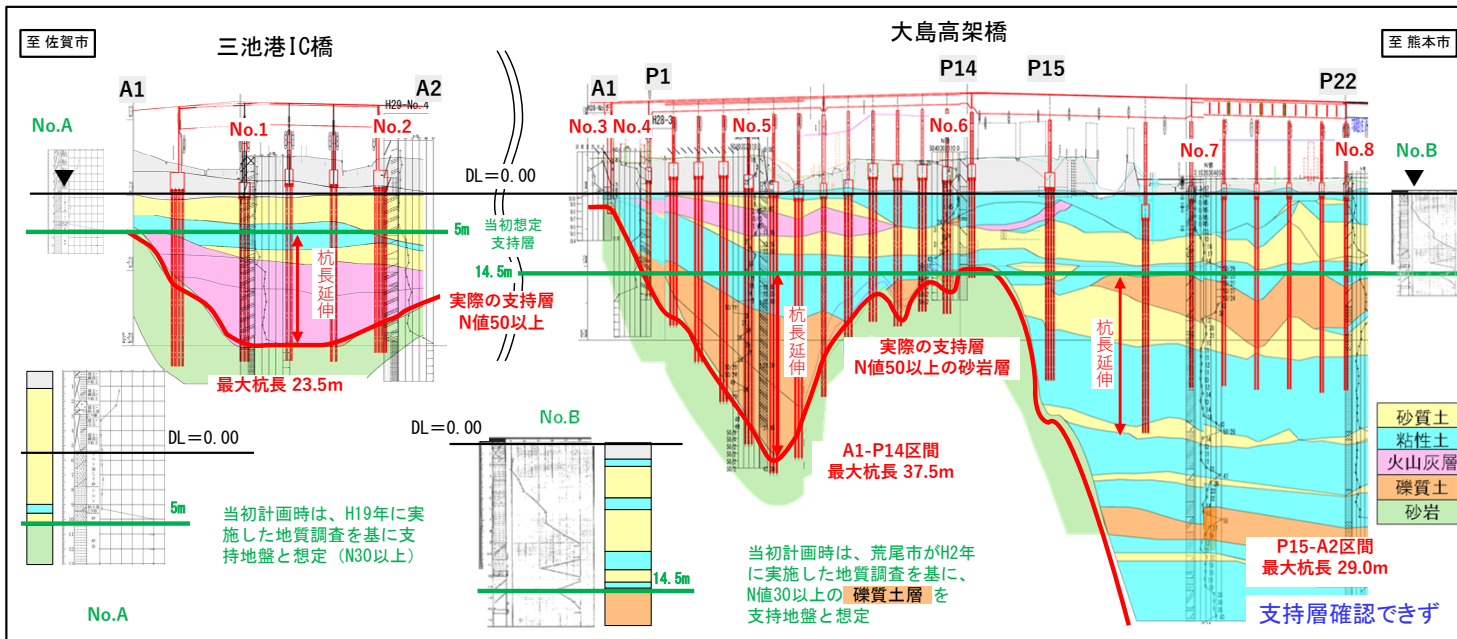 至 佐賀市
三池港IC橋
大島高架橋
至 熊本市
A1
A2
A1
P1
P14
P15
P22
H29-No.4
H28-3
No.A
No.1
No.2
No.3
No.4
No.5
No.6
No.7
No.8
No.B
DL=0.00
5m
当初想定
支持層
14.5m
杭長延伸
実際の支持層
N値50以上
最大杭長 23.5m
杭長延伸
実際の支持層
N値50以上の砂岩層
杭長延伸
A1-P14区間
最大杭長 37.5m
DL=0.00
5m
当初計画時は、H19年に実
施した地質調査を基に支
持地盤と想定（N30以上）
No.A
No.B
DL=0.00
14.5m
当初計画時は、荒尾市がH2年
に実施した地質調査を基に、
N値30以上の 礫質土層 を
支持地盤と想定
砂質土
粘性土
火山灰層
礫質土
砂岩
P15-A2区間
最大杭長 29.0m
支持層確認できず